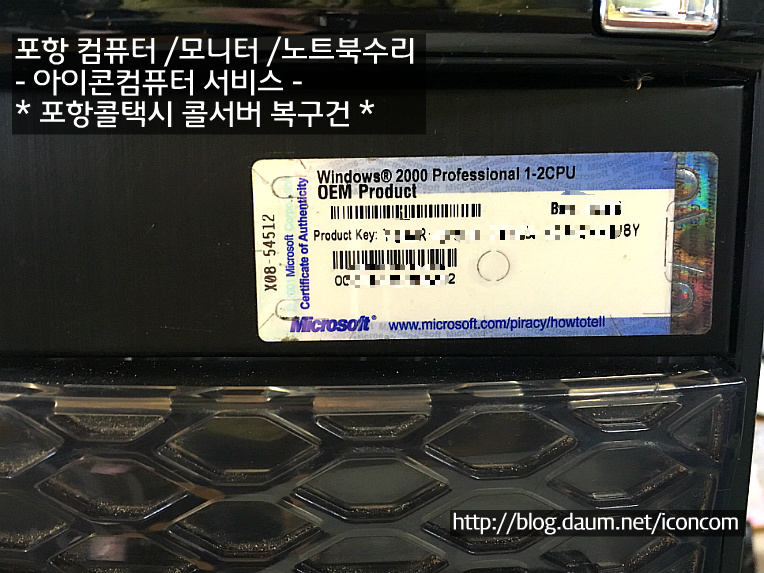 포항 컴퓨터 /모니터 /노트북수리
- 아이콘컴퓨터 서비스 -
* 포항콜택시 콜서버 복구건 *
Windows® 2000 Professional 1-2CPU
OEM Product
Product Key:
X08-54512
Microsoft Corporation
Certificate of Authenticity
Microsoft®
www.microsoft.com/piracy/howtotell
http://blog.daum.net/iconcom